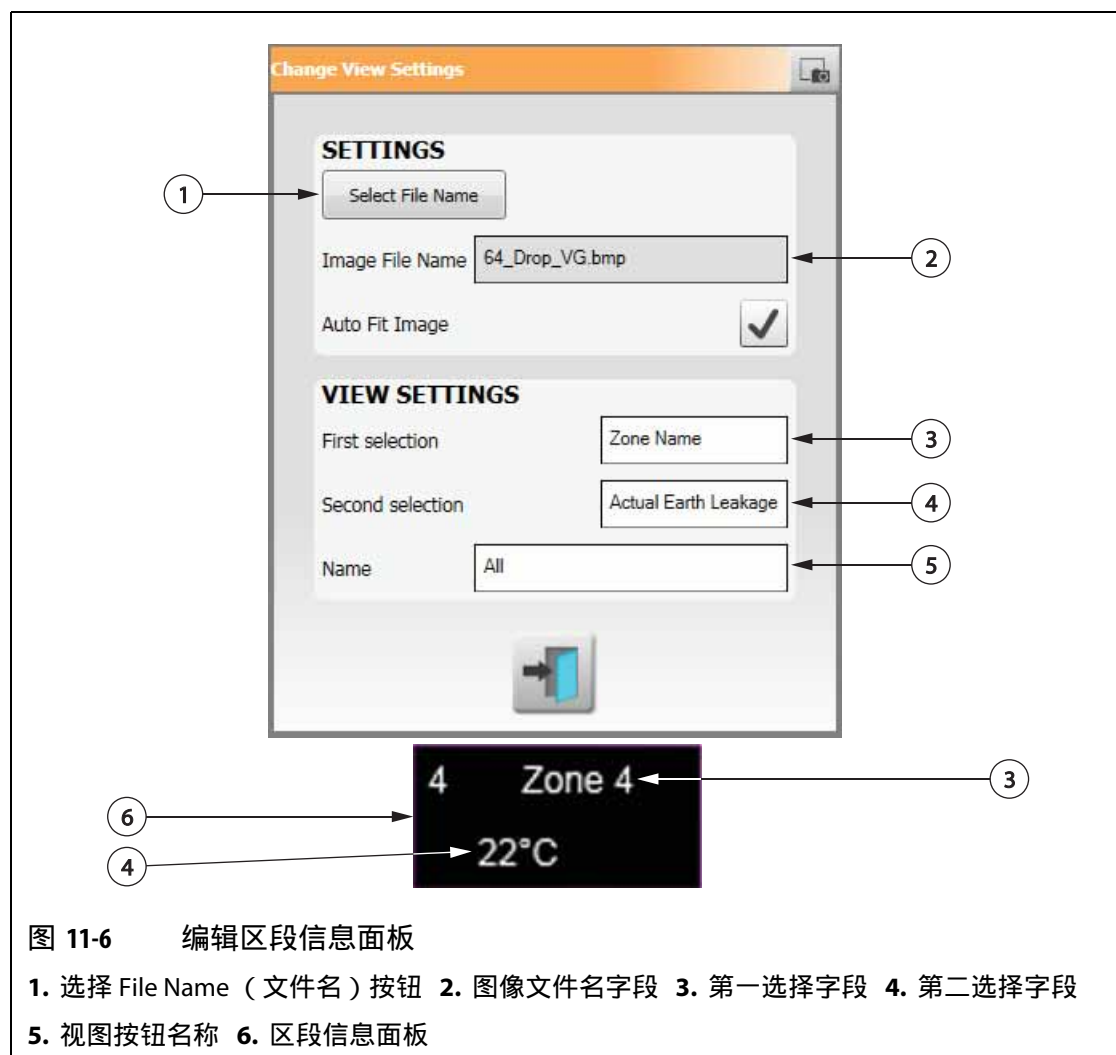 Change View Settings
SETTINGS
1
Select File Name
Image File Name 64_Drop_VG.bmp 2
Auto Fit Image
VIEW SETTINGS
First selection Zone Name 3
Second selection Actual Earth Leakage 4
Name All 5
4 Zone 4 3
6
4 22°C
图 11-6 编辑区段信息面板
1. 选择 File Name （文件名）按钮 2. 图像文件名字段 3. 第一选择字段 4. 第二选择字段
5. 视图按钮名称 6. 区段信息面板